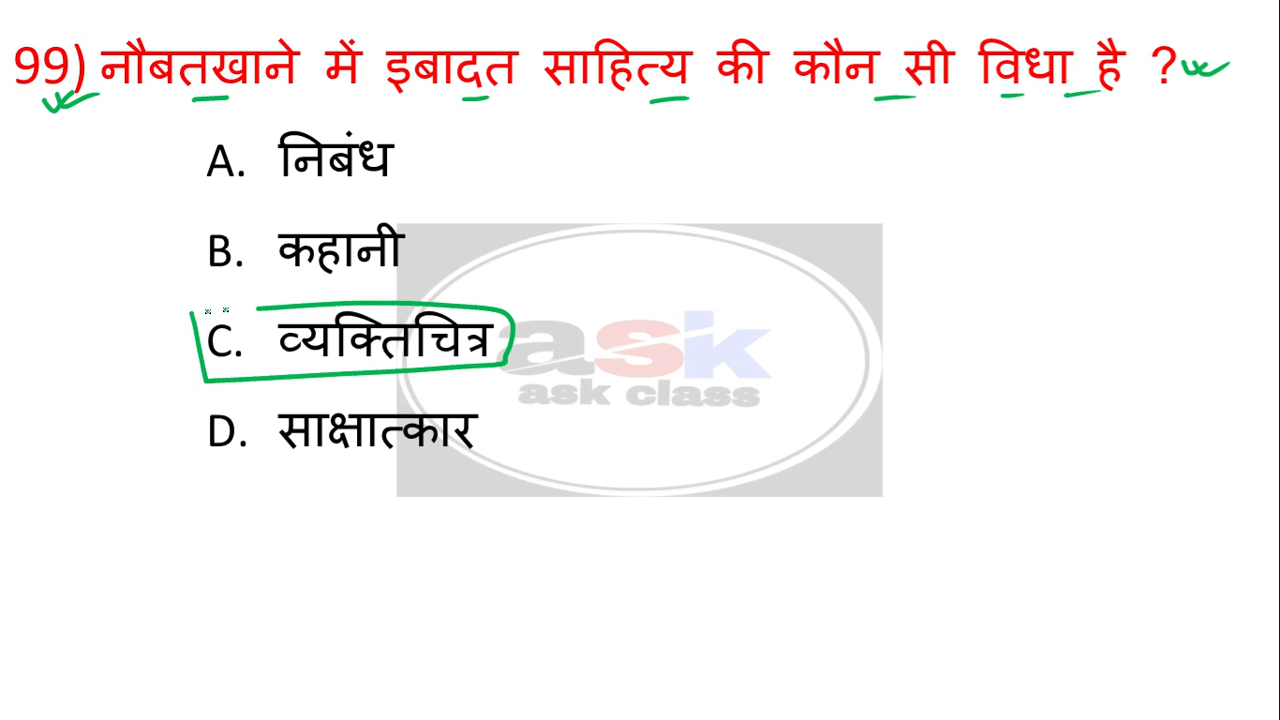 99) नौबतखाने में इबादत साहित्य की कौन सी विधा है ?
A. निबंध
B. कहानी
C. व्यक्तिचित्र
D. साक्षात्कार
ask
ask class